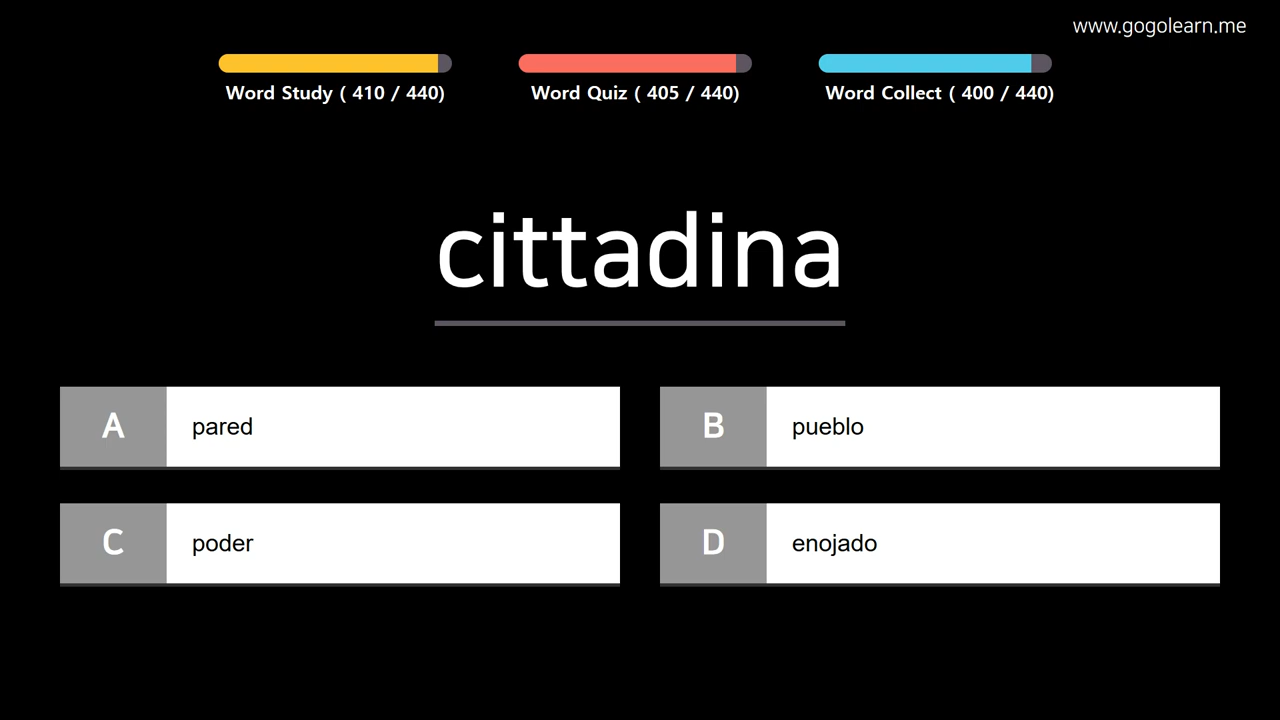 www.gogolearn.me
Word Study ( 410 / 440)
Word Quiz ( 405 / 440)
Word Collect ( 400 / 440)
cittadina
A pared
B pueblo
C poder
D enojado